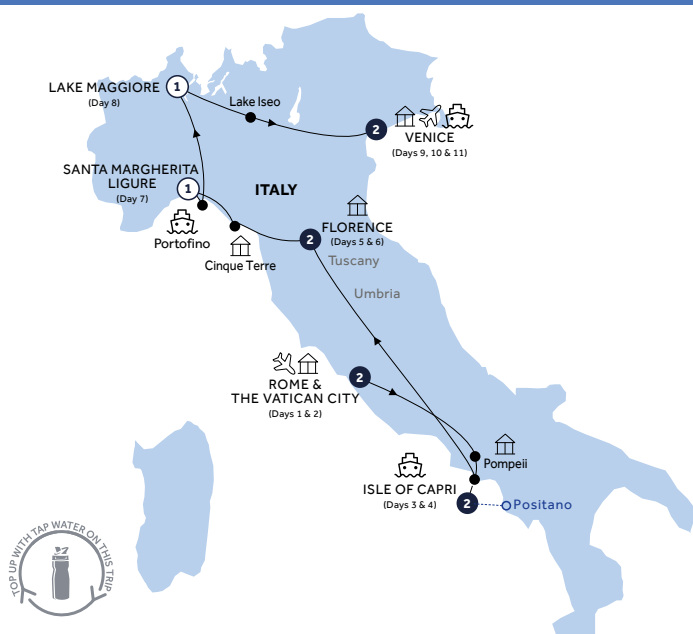 LAKE MAGGIORE
(Day 8)
1
Lake Iseo
2
VENICE
(Days 9, 10 & 11)
SANTA MARGHERITA
LIGURE
(Day 7)
1
ITALY
Portofino
Cinque Terre
2
FLORENCE
(Days 5 & 6)
Tuscany
Umbria
2
ROME &
THE VATICAN CITY
(Days 1 & 2)
Pompeii
ISLE OF CAPRI
(Days 3 & 4)
2
Positano
TOP UP WITH TAP WATER ON THIS TRIP